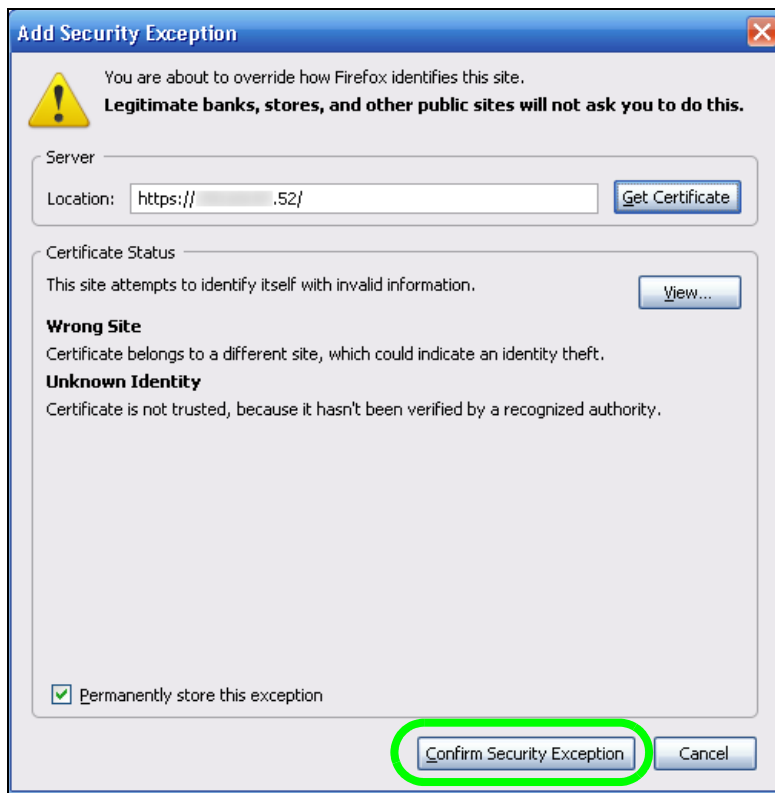 Add Security Exception
You are about to override how Firefox identifies this site.
Legitimate banks, stores, and other public sites will not ask you to do this.
Server
Location: https:// .52/ Get Certificate
Certificate Status
This site attempts to identify itself with invalid information. View...
Wrong Site
Certificate belongs to a different site, which could indicate an identity theft.
Unknown Identity
Certificate is not trusted, because it hasn't been verified by a recognized authority.
Permanently store this exception
Confirm Security Exception Cancel